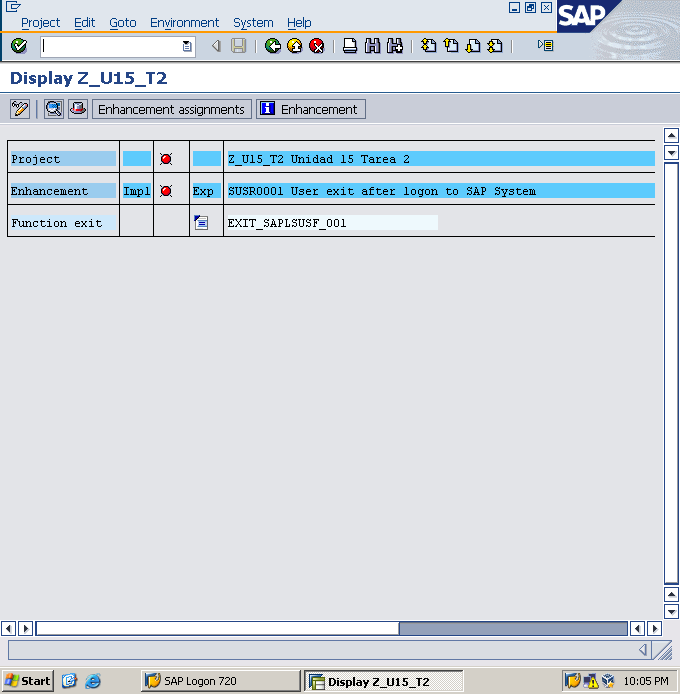 Project Edit Goto Environment System Help
SAP
Display Z_U15_T2
Enhancement assignments Enhancement
Project Z_U15_T2 Unidad 15 Tarea 2
Enhancement Impl Exp SUSR0001 User exit after logon to SAP System
Function exit EXIT_SAPLSUSF_001
Start SAP Logon 720 Display Z_U15_T2 10:05 PM